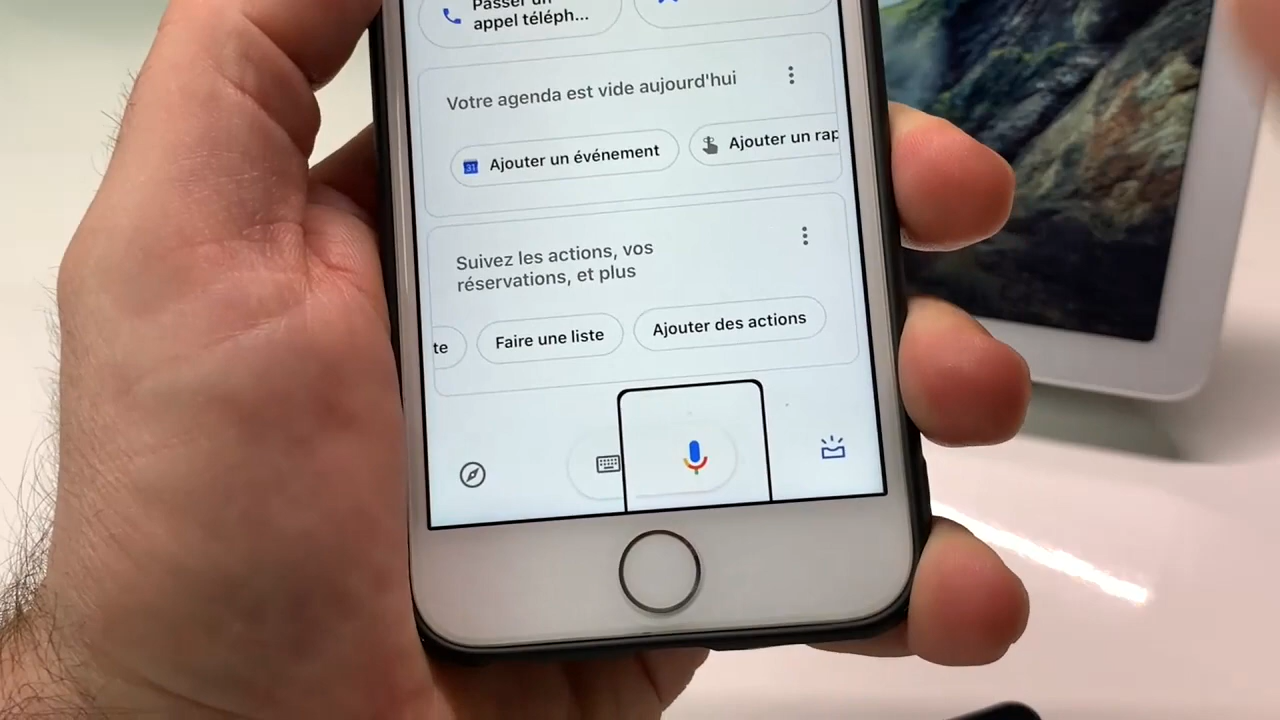 Passer un
appel téléph...
Votre agenda est vide aujourd'hui
31
Ajouter un événement
Ajouter un rap
Suivez les actions, vos
réservations, et plus
te
Faire une liste
Ajouter des actions